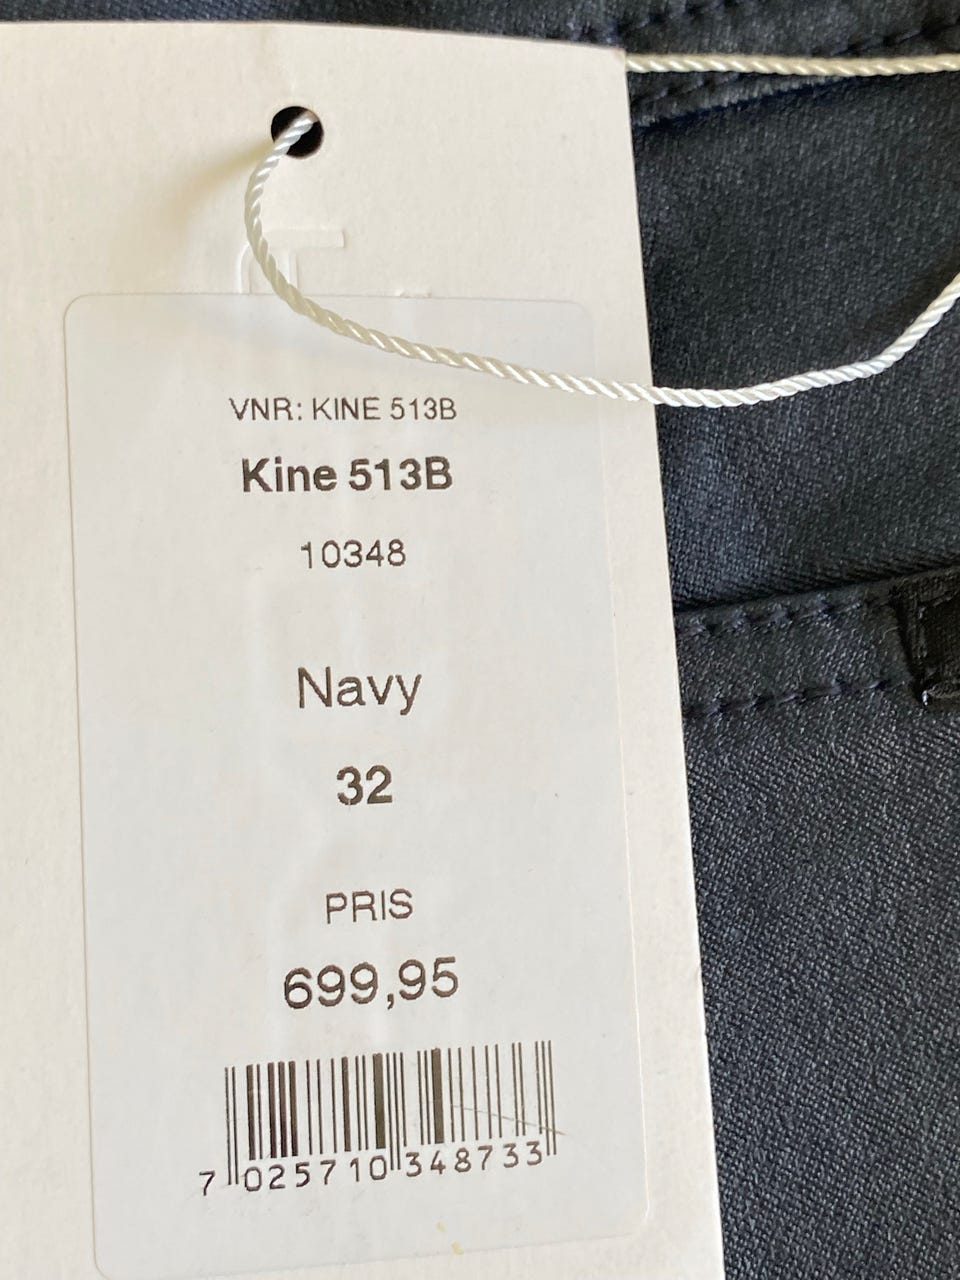 VNR: KINE 513B
Kine 513B
10348
Navy
32
PRIS
699,95
7 025710 348733